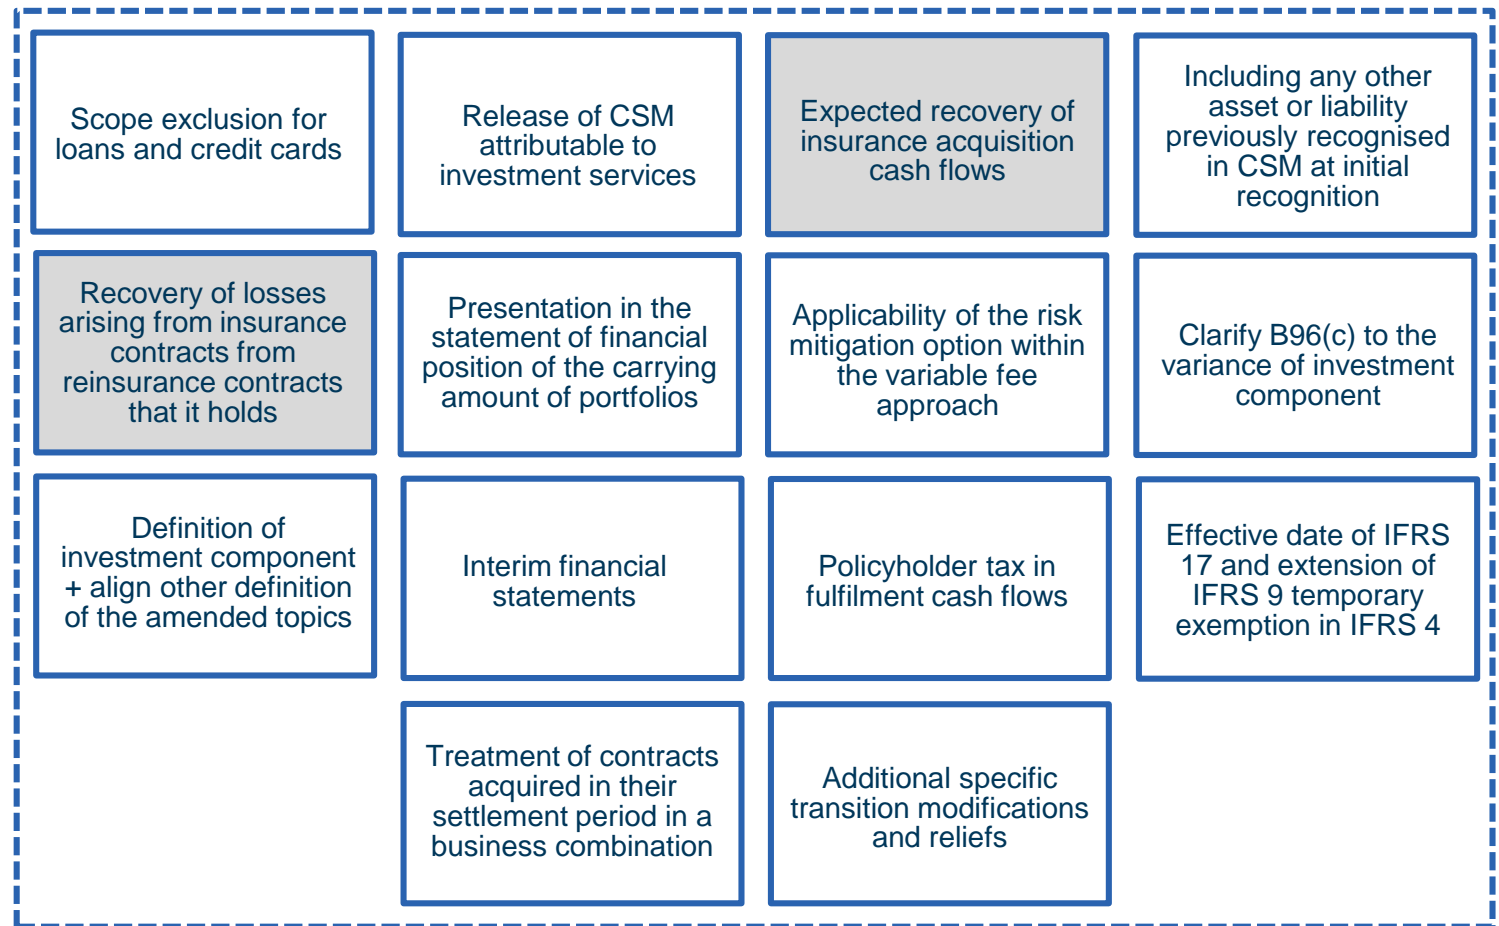 Scope exclusion for
loans and credit cards
Release of CSM
attributable to
investment services
Expected recovery of
insurance acquisition
cash flows
Including any other
asset or liability
previously recognised
in CSM at initial
recognition
Recovery of losses
arising from insurance
contracts from
reinsurance contracts
that it holds
Presentation in the
statement of financial
position of the carrying
amount of portfolios
Applicability of the risk
mitigation option within
the variable fee
approach
Clarify B96(c) to the
variance of investment
component
Definition of
investment component
+ align other definition
of the amended topics
Interim financial
statements
Policyholder tax in
fulfilment cash flows
Effective date of IFRS
17 and extension of
IFRS 9 temporary
exemption in IFRS 4
Treatment of contracts
acquired in their
settlement period in a
business combination
Additional specific
transition modifications
and reliefs